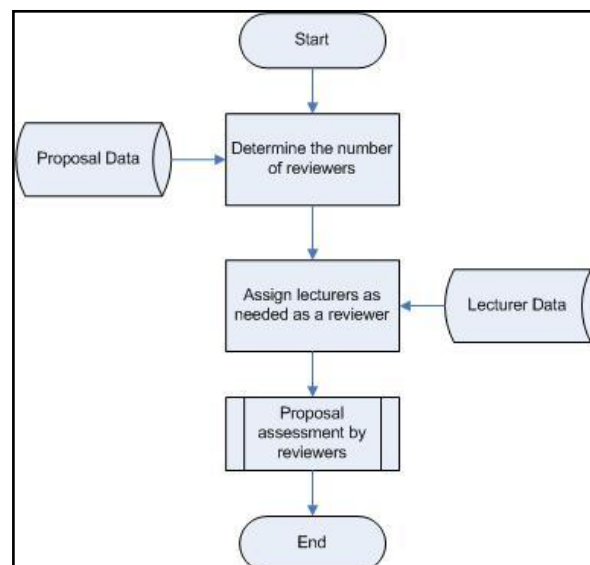 Start
Proposal Data
Determine the number
of reviewers
Assign lecturers as
needed as a reviewer
Lecturer Data
Proposal
assessment by
reviewers
End